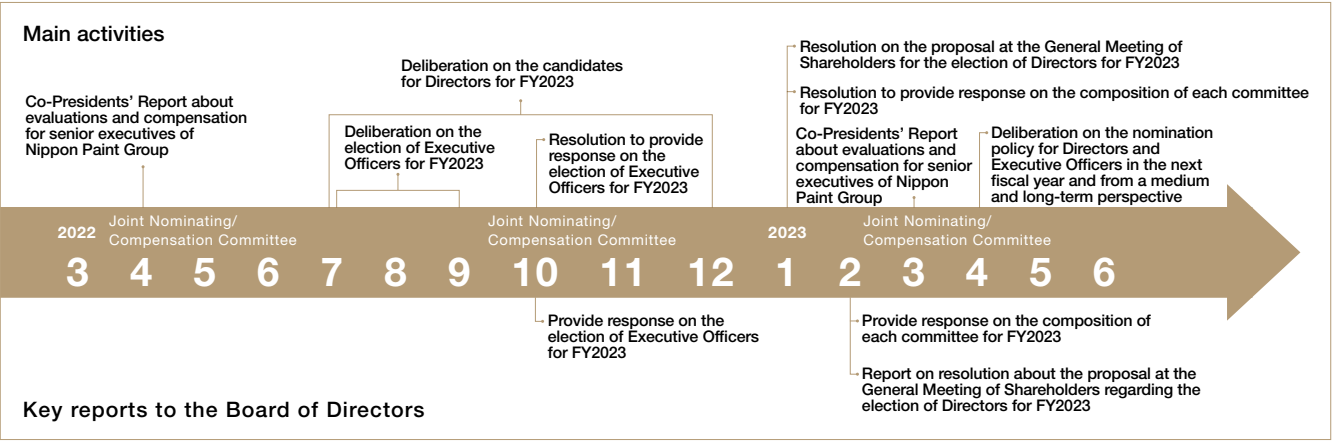 Main activities
Co-Presidents' Report about
evaluations and compensation
for senior executives of
Nippon Paint Group
Deliberation on the candidates
for Directors for FY2023
Deliberation on the
election of Executive
Officers for FY2023
Resolution to provide
response on the
election of Executive
Officers for FY2023
Resolution on the proposal at the General Meeting of
Shareholders for the election of Directors for FY2023
Resolution to provide response on the composition of each committee
for FY2023
Co-Presidents' Report
about evaluations and
compensation for senior
executives of Nippon
Paint Group
Deliberation on the nomination
policy for Directors and
Executive Officers in the next
fiscal year and from a medium
and long-term perspective
2022
Joint Nominating/
Compensation Committee
Joint Nominating/
Compensation Committee
2023
Joint Nominating/
Compensation Committee
3 4 5 6 7 8 9 10 11 12 1 2 3 4 5 6
Provide response on the
election of Executive Officers
for FY2023
Provide response on the composition of
each committee for FY2023
Report on resolution about the proposal at the
General Meeting of Shareholders regarding the
election of Directors for FY2023
Key reports to the Board of Directors